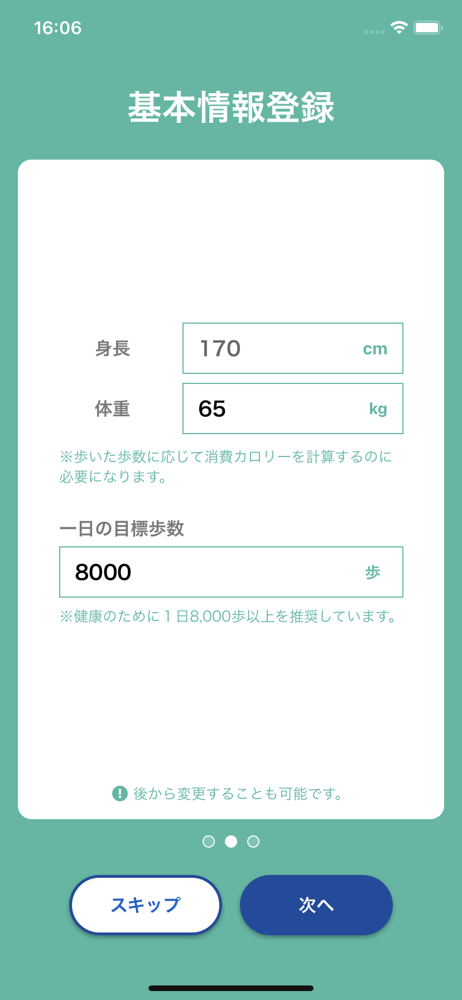 16:06
基本情報登録
身長 170 cm
体重 65 kg
※歩いた歩数に応じて消費カロリーを計算するのに
必要になります。
一日の目標歩数
8000 歩
※健康のために１日8,000歩以上を推奨しています。
後から変更することも可能です。
スキップ 次へ